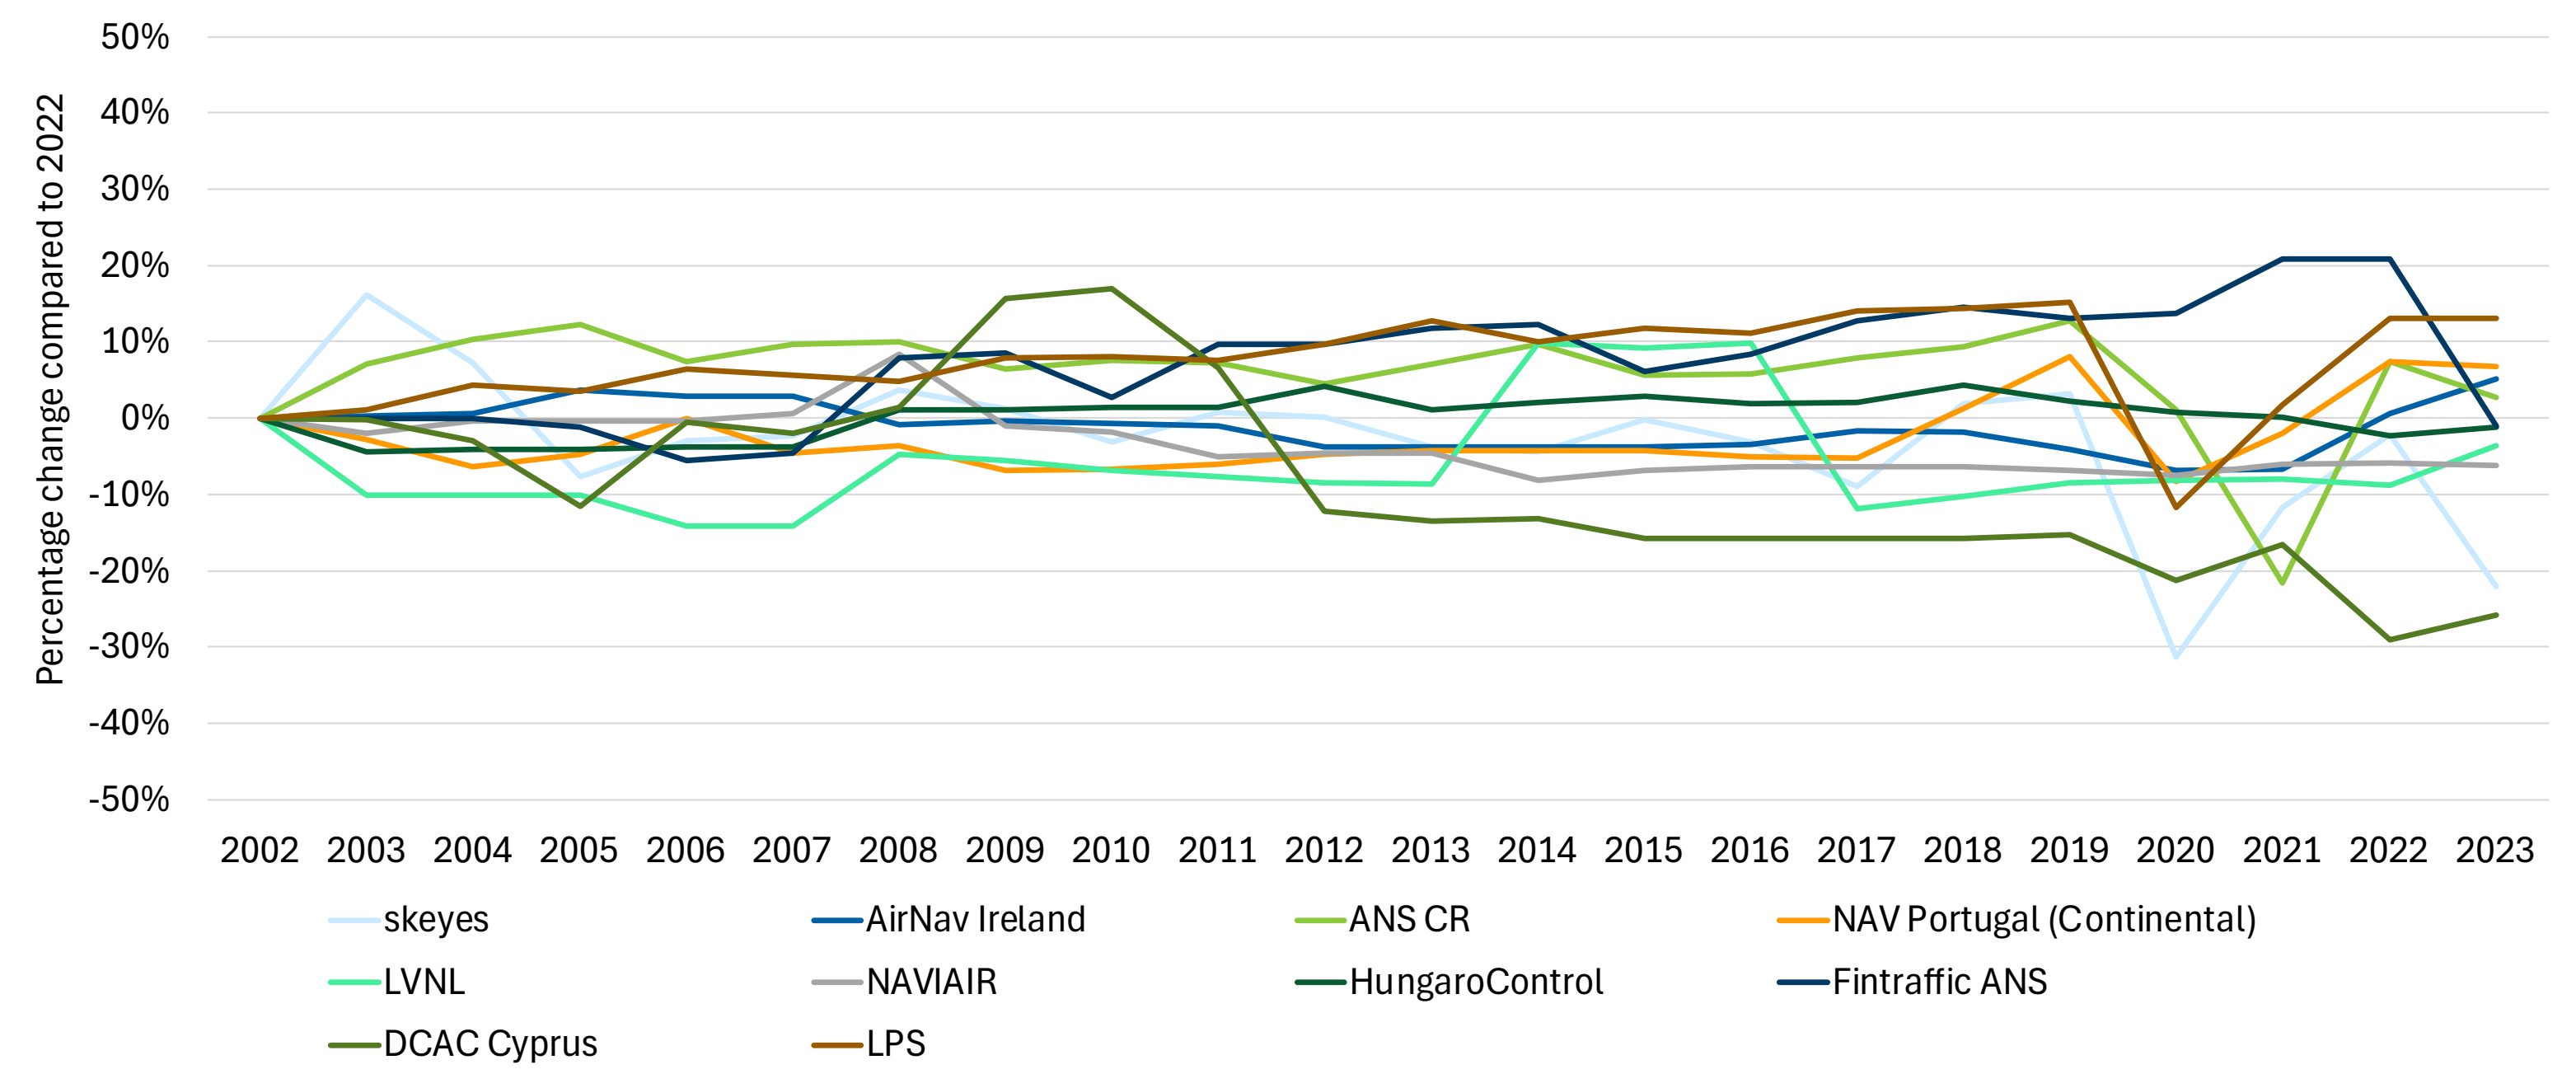 Percentage change compared to 2022
50%
40%
30%
20%
10%
0%
-10%
-20%
-30%
-40%
-50%
2002 2003 2004 2005 2006 2007 2008 2009 2010 2011 2012 2013 2014 2015 2016 2017 2018 2019 2020 2021 2022 2023
skeyes AirNav Ireland ANS CR NAV Portugal (Continental)
LVNL NAVIAIR HungaroControl Fintraffic ANS
DCAC Cyprus LPS